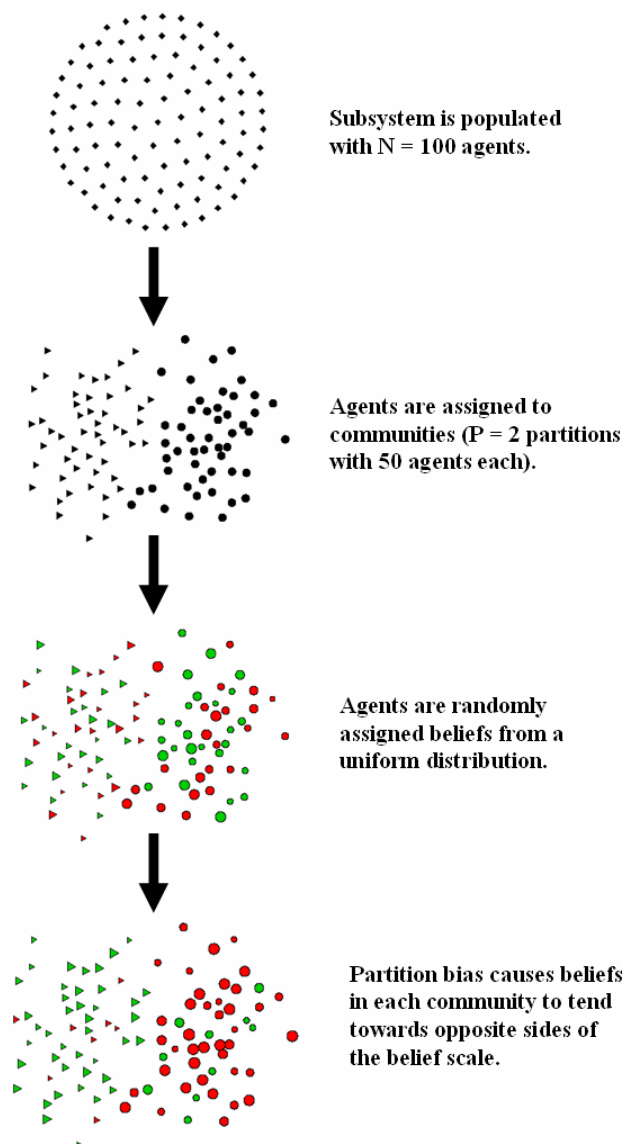 Subsystem is populated
with N = 100 agents.
Agents are assigned to
communities (P = 2 partitions
with 50 agents each).
Agents are randomly
assigned beliefs from a
uniform distribution.
Partition bias causes beliefs
in each community to tend
towards opposite sides of
the belief scale.